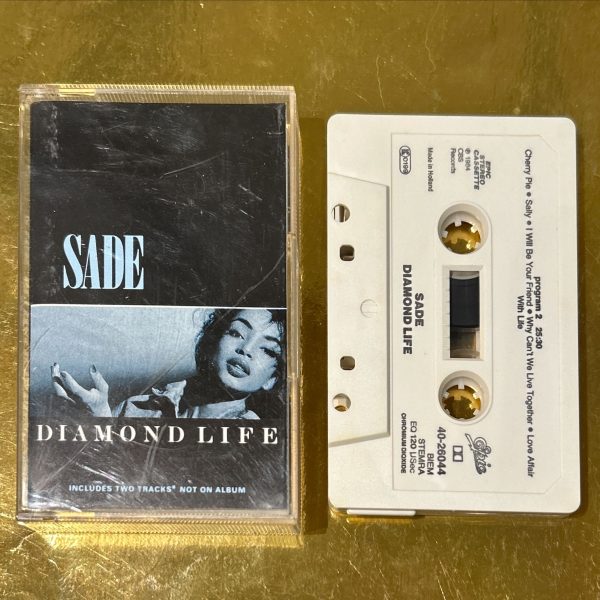 SADE
DIAMOND LIFE
INCLUDES TWO TRACKS* NOT ON ALBUM
EPIC
STEREO
CASSETTE
℗ 1984
CBS
Records
Made in Holland
SADE
DIAMOND LIFE
40-26044
BIEM
STEMRA
EQ 120 µSec
CHROMIUM DIOXIDE
program 2 25:30
Cherry Pie ● Sally ● I Will Be Your Friend ● Why Can't We Live Together ● Love Affair
With Life
Epic